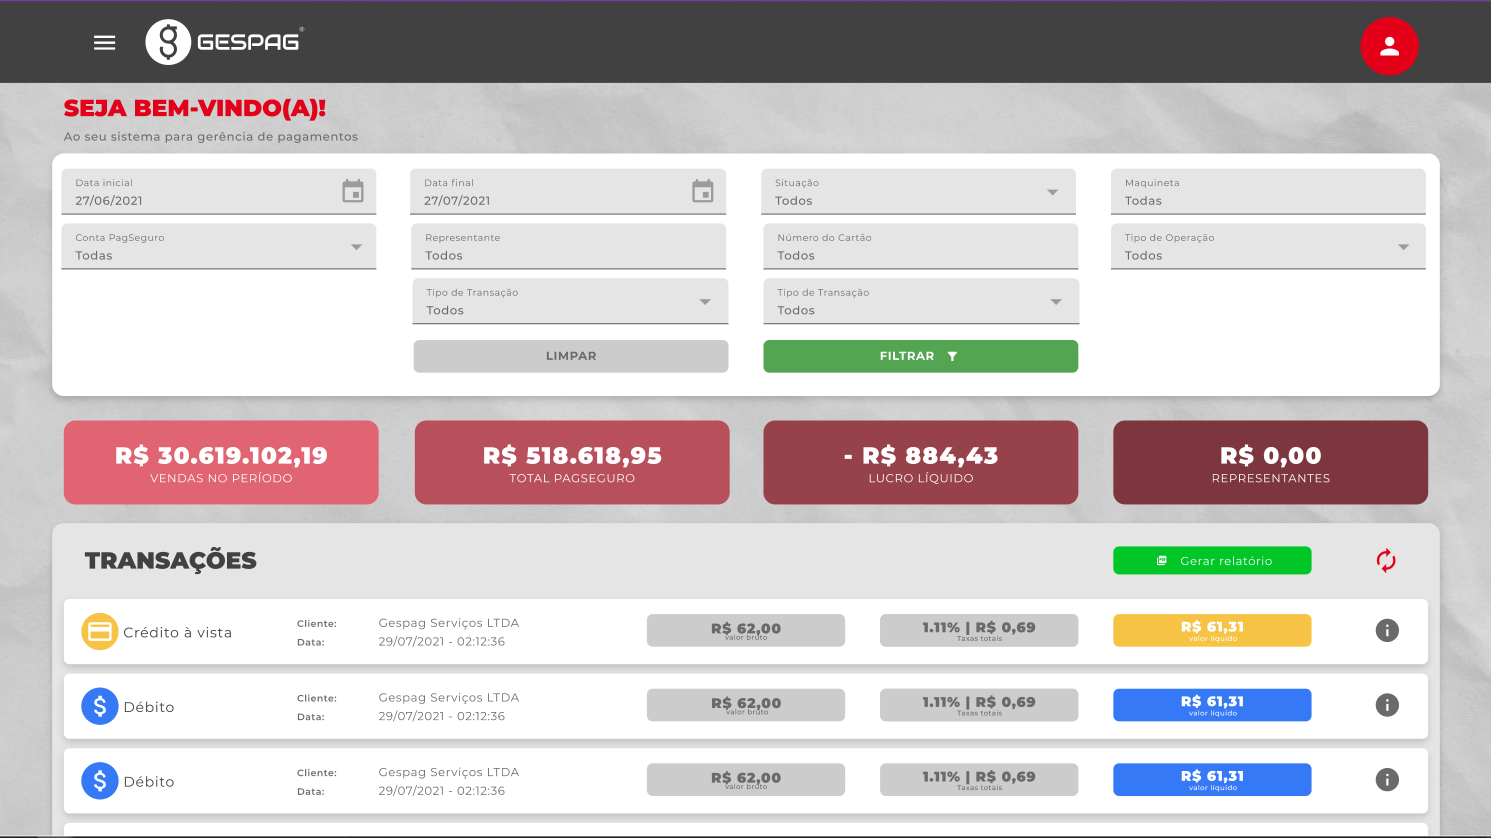 GESPAG®
SEJA BEM-VINDO(A)!
Ao seu sistema para gerência de pagamentos
Data inicial
27/06/2021
Data final
27/07/2021
Situação
Todos
Maquineta
Todas
Conta PagSeguro
Todas
Representante
Todos
Número do Cartão
Todos
Tipo de Operação
Todos
Tipo de Transação
Todos
Tipo de Transação
Todos
LIMPAR
FILTRAR
R$ 30.619.102,19
VENDAS NO PERÍODO
R$ 518.618,95
TOTAL PAGSEGURO
- R$ 884,43
LUCRO LÍQUIDO
R$ 0,00
REPRESENTANTES
TRANSAÇÕES
Gerar relatório
Crédito à vista
Cliente: Gespag Serviços LTDA
Data: 29/07/2021 - 02:12:36
R$ 62,00
valor bruto
1.11% | R$ 0,69
Taxas totais
R$ 61,31
valor líquido
Débito
Cliente: Gespag Serviços LTDA
Data: 29/07/2021 - 02:12:36
R$ 62,00
valor bruto
1.11% | R$ 0,69
Taxas totais
R$ 61,31
valor líquido
Débito
Cliente: Gespag Serviços LTDA
Data: 29/07/2021 - 02:12:36
R$ 62,00
valor bruto
1.11% | R$ 0,69
Taxas totais
R$ 61,31
valor líquido